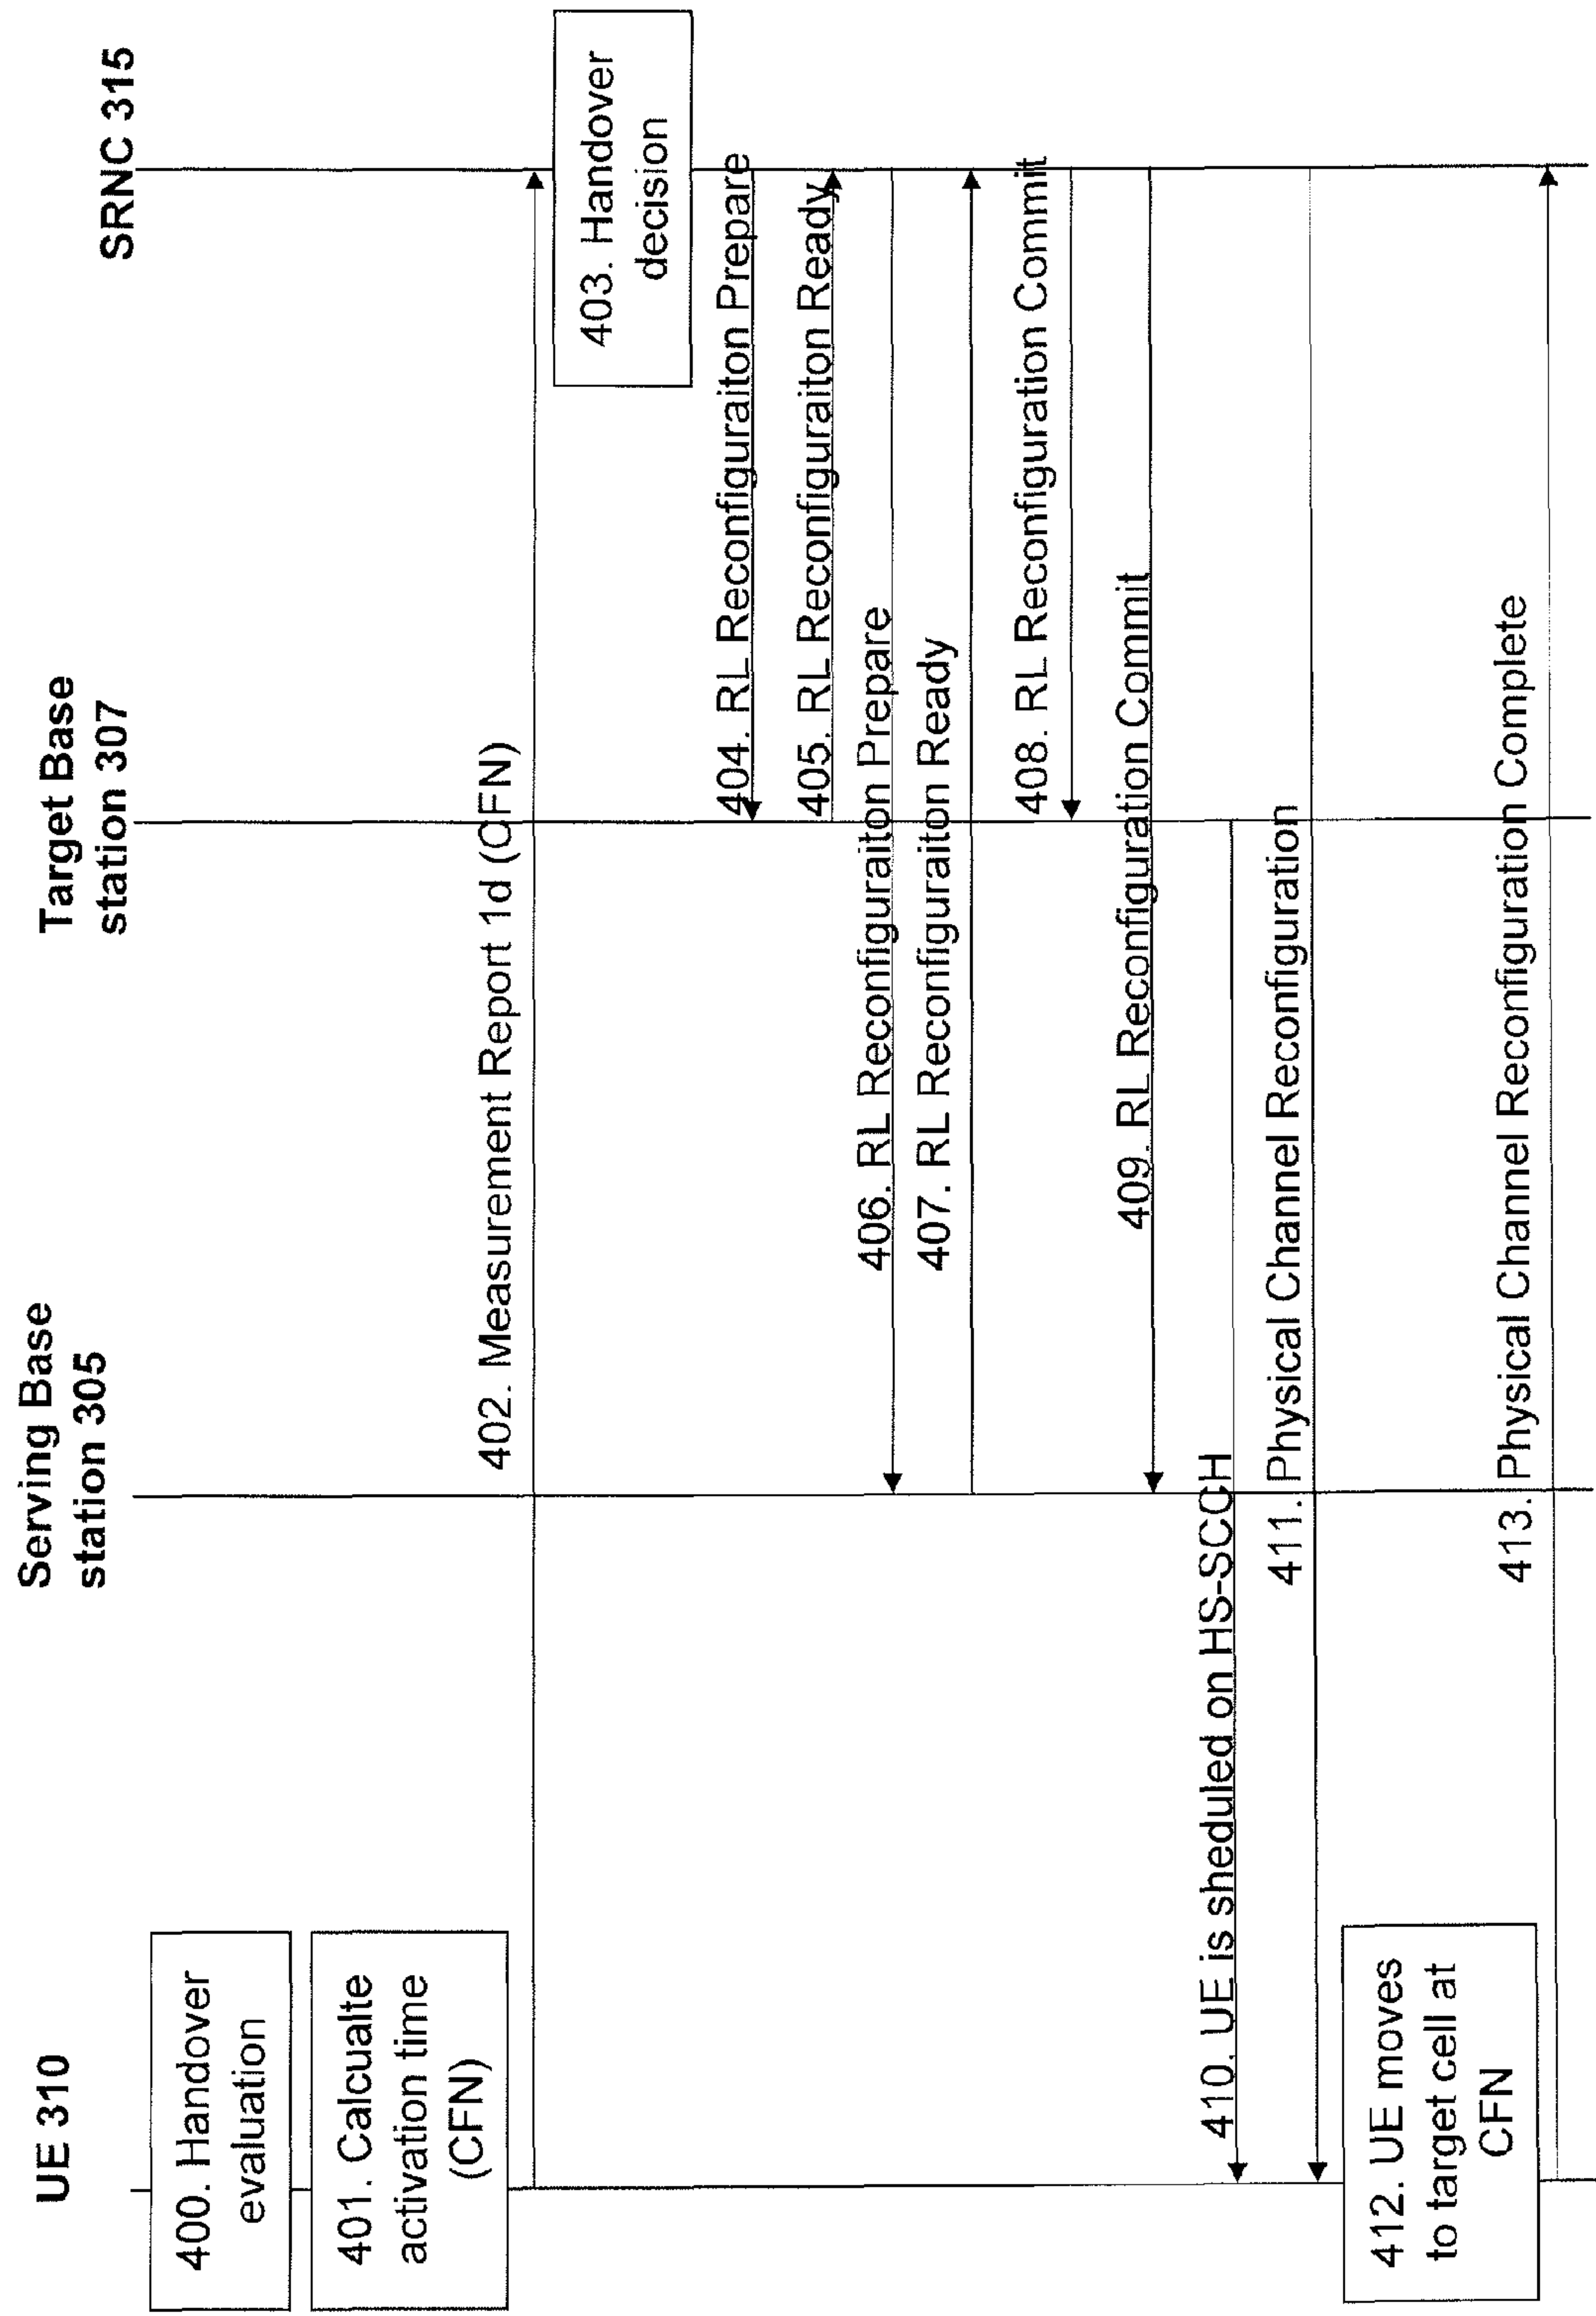 UE 310
Serving Base
station 305
Target Base
station 307
SRNC 315
400. Handover
evaluation
401. Calcualte
activation time
(CFN)
402. Measurement Report 1d (CFN)
403. Handover
decision
404. RL Reconfiguraiton Prepare
405. RL Reconfiguraiton Ready
406. RL Reconfiguraiton Prepare
407. RL Reconfiguraiton Ready
408. RL Reconfiguration Commit
409. RL Reconfiguration Commit
410. UE is sheduled on HS-SCCH
411. Physical Channel Reconfiguration
412. UE moves
to target cell at
CFN
413. Physical Channel Reconfiguration Complete